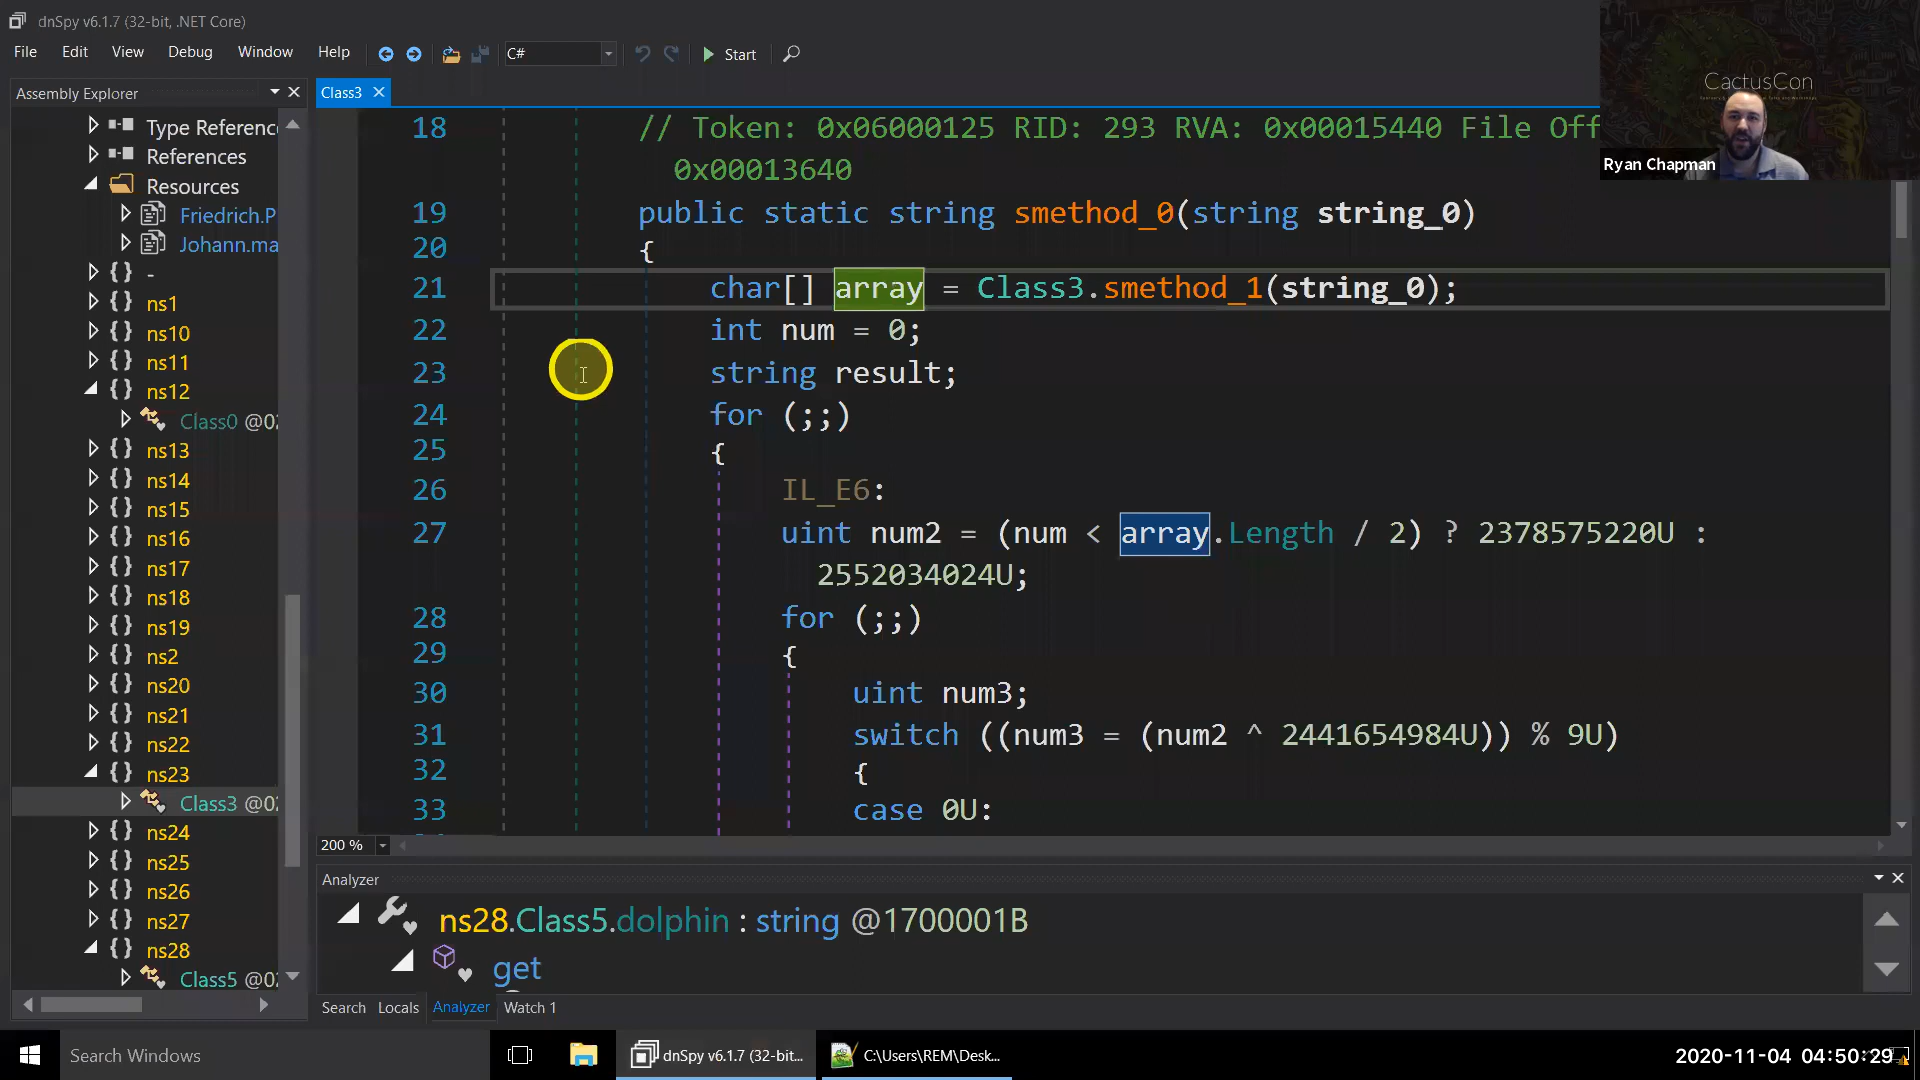 dnSpy v6.1.7 (32-bit, .NET Core)
File Edit View Debug Window Help C# Start
CactusCon
Ryan Chapman
Assembly Explorer
Type Referenc
References
Resources
Friedrich.P
Johann.ma
{} -
{} ns1
{} ns10
{} ns11
{} ns12
Class0 @02
{} ns13
{} ns14
{} ns15
{} ns16
{} ns17
{} ns18
{} ns19
{} ns2
{} ns20
{} ns21
{} ns22
{} ns23
Class3 @02
{} ns24
{} ns25
{} ns26
{} ns27
{} ns28
Class5 @02
Class3
18 // Token: 0x06000125 RID: 293 RVA: 0x00015440 File Off
0x00013640
19 public static string smethod_0(string string_0)
20 {
21 char[] array = Class3.smethod_1(string_0);
22 int num = 0;
23 string result;
24 for (;;)
25 {
26 IL_E6:
27 uint num2 = (num < array.Length / 2) ? 2378575220U :
2552034024U;
28 for (;;)
29 {
30 uint num3;
31 switch ((num3 = (num2 ^ 2441654984U)) % 9U)
32 {
33 case 0U:
200 %
Analyzer
ns28.Class5.dolphin : string @1700001B
get
Search Locals Analyzer Watch 1
Search Windows
dnSpy v6.1.7 (32-bit...
C:\Users\REM\Desk...
2020-11-04 04:50:29